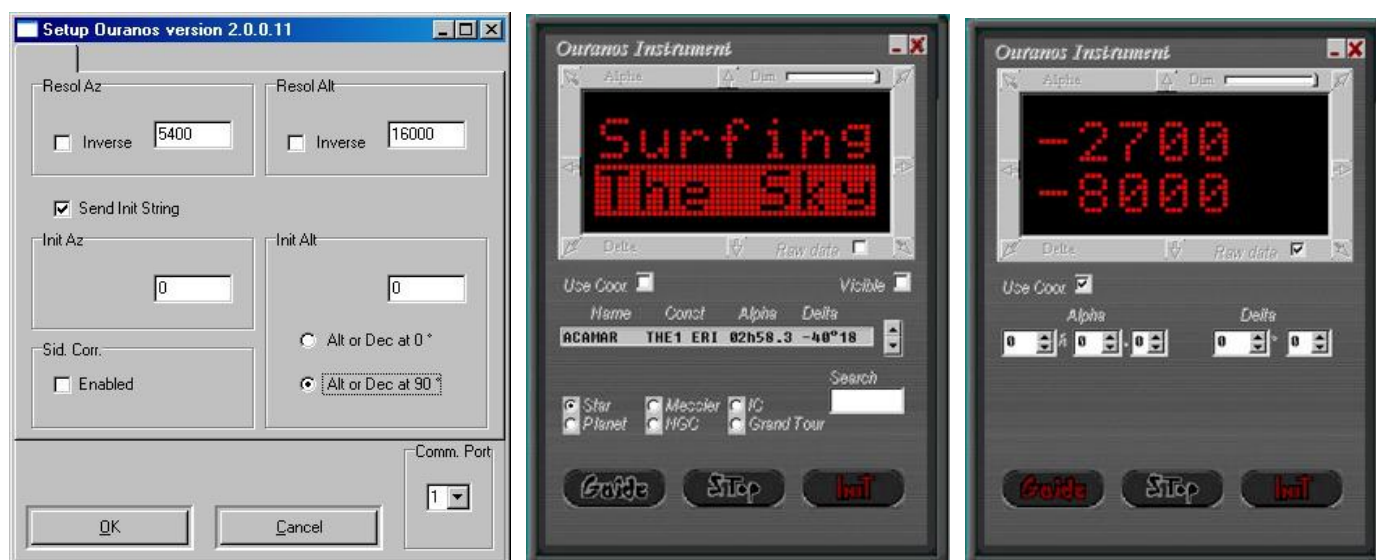 Setup Ouranos version 2.0.0.11
Resol Az
Inverse 5400
Resol Alt
Inverse 16000
Send Init String
Init Az
0
Init Alt
0
Alt or Dec at 0 °
Alt or Dec at 90 °
Sid. Corr.
Enabled
Comm. Port
1
OK
Cancel
Ouranos Instrument
Alpha Dim
Surfing
The Sky
Delta Raw data
Use Coor. Visible
Name Const Alpha Delta
ACAMAR THE1 ERI 02h58.3 -40°18
Search
Star Messier IC
Planet NGC Grand Tour
Guide STop InIT
Ouranos Instrument
Alpha Dim
-2700
-8000
Delta Raw data
Use Coor.
Alpha Delta
0 h 0 . 0 0 ° 0
Guide STop InIT